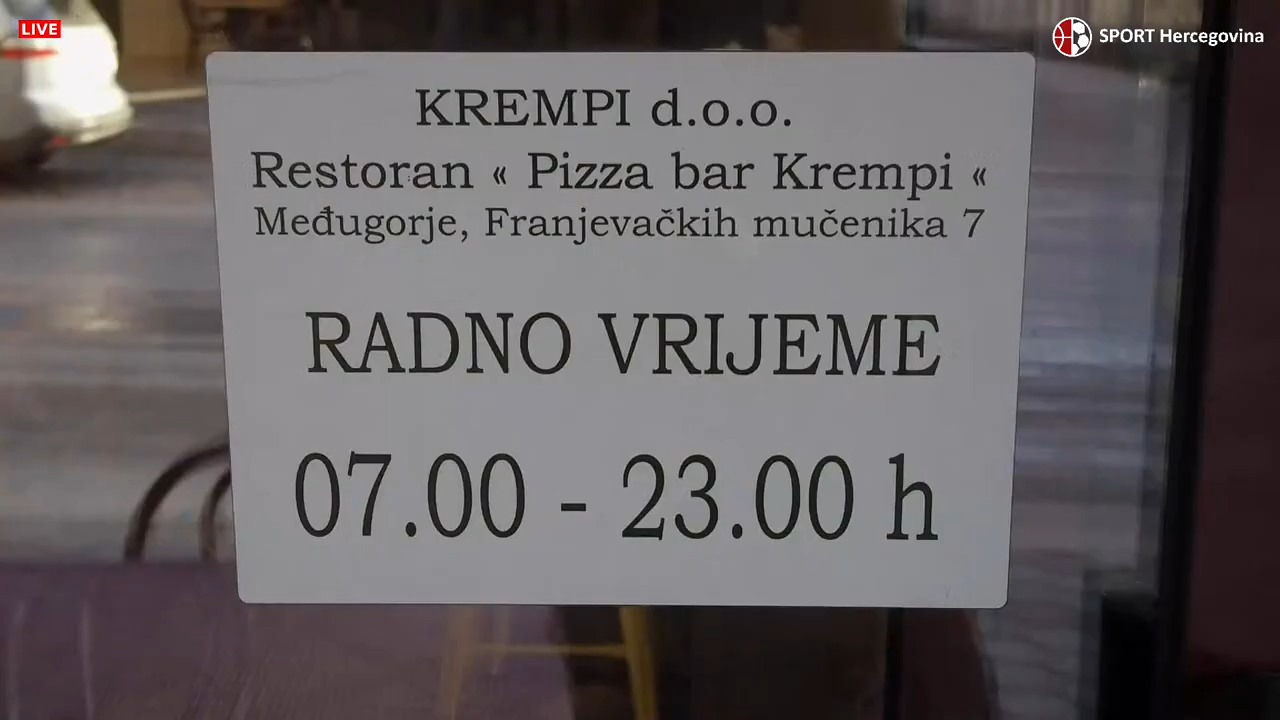 LIVE
SPORT Hercegovina
KREMPI d.o.o.
Restoran « Pizza bar Krempi «
Međugorje, Franjevačkih mučenika 7
RADNO VRIJEME
07.00 - 23.00 h